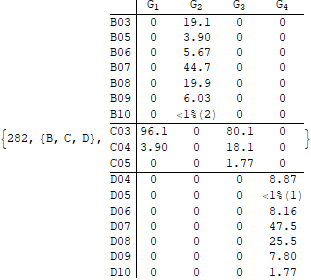 G1 G2 G3 G4
B03 0 19.1 0 0
B05 0 3.90 0 0
B06 0 5.67 0 0
B07 0 44.7 0 0
B08 0 19.9 0 0
B09 0 6.03 0 0
B10 0 <1%(2) 0 0
C03 96.1 0 80.1 0
{282, {B, C, D}, C04 3.90 0 18.1 0 }
C05 0 0 1.77 0
D04 0 0 0 8.87
D05 0 0 0 <1%(1)
D06 0 0 0 8.16
D07 0 0 0 47.5
D08 0 0 0 25.5
D09 0 0 0 7.80
D10 0 0 0 1.77